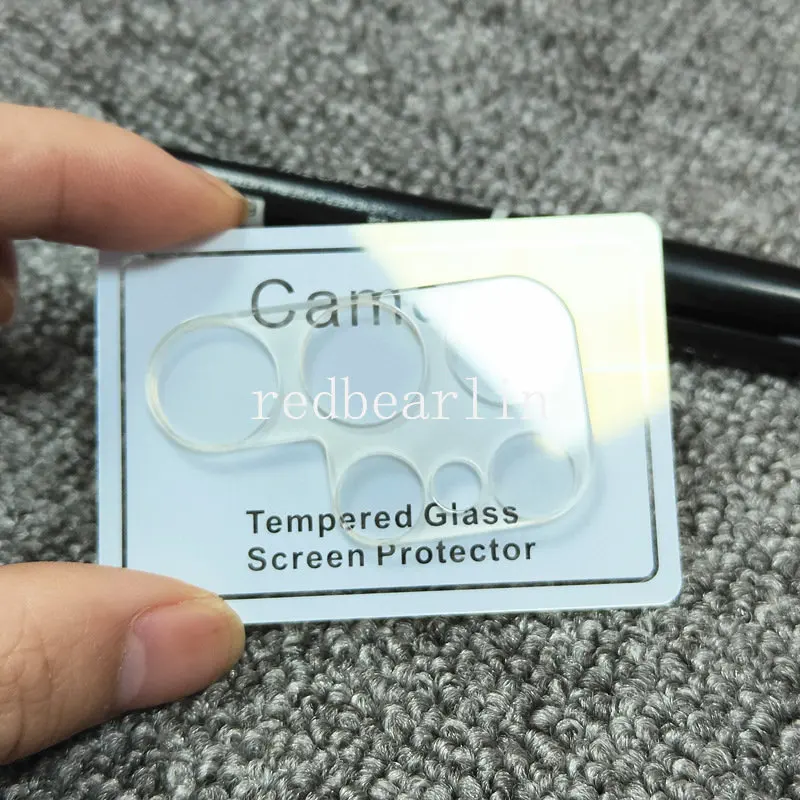 Cam
redbearlin
Tempered Glass
Screen Protector